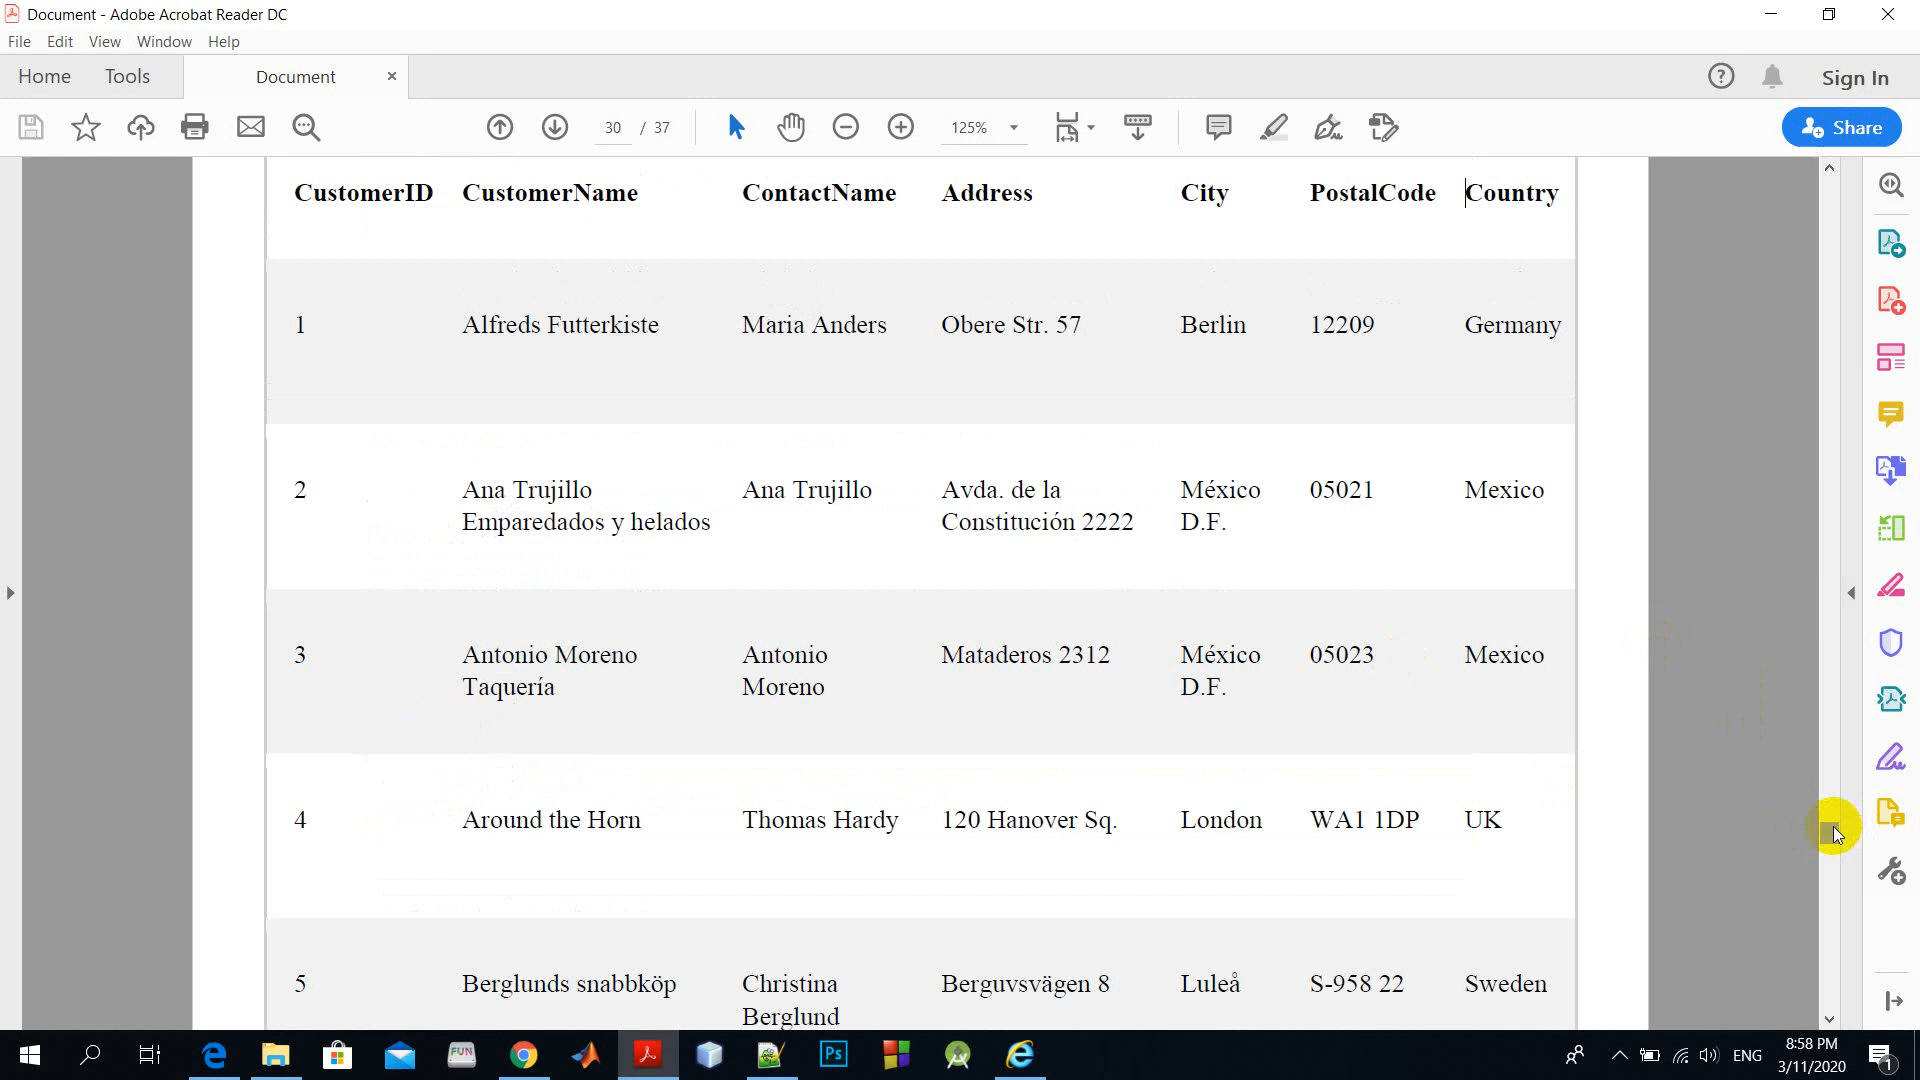 Document - Adobe Acrobat Reader DC
File Edit View Window Help
Home Tools Document × Sign In
30 / 37 125% Share
CustomerID CustomerName ContactName Address City PostalCode Country
1 Alfreds Futterkiste Maria Anders Obere Str. 57 Berlin 12209 Germany
2 Ana Trujillo Ana Trujillo Avda. de la México 05021 Mexico
Emparedados y helados Constitución 2222 D.F.
3 Antonio Moreno Antonio Mataderos 2312 México 05023 Mexico
Taquería Moreno D.F.
4 Around the Horn Thomas Hardy 120 Hanover Sq. London WA1 1DP UK
5 Berglunds snabbköp Christina Berguvsvägen 8 Luleå S-958 22 Sweden
Berglund
FUN Ps ENG 8:58 PM
3/11/2020 1